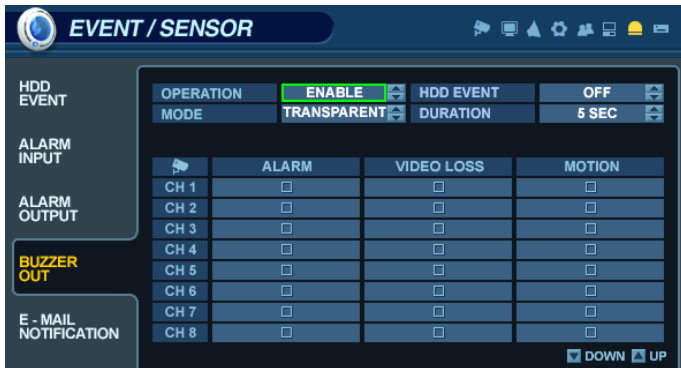 EVENT / SENSOR
HDD
EVENT
ALARM
INPUT
ALARM
OUTPUT
BUZZER
OUT
E - MAIL
NOTIFICATION
OPERATION ENABLE HDD EVENT OFF
MODE TRANSPARENT DURATION 5 SEC
ALARM VIDEO LOSS MOTION
CH 1
CH 2
CH 3
CH 4
CH 5
CH 6
CH 7
CH 8
DOWN UP